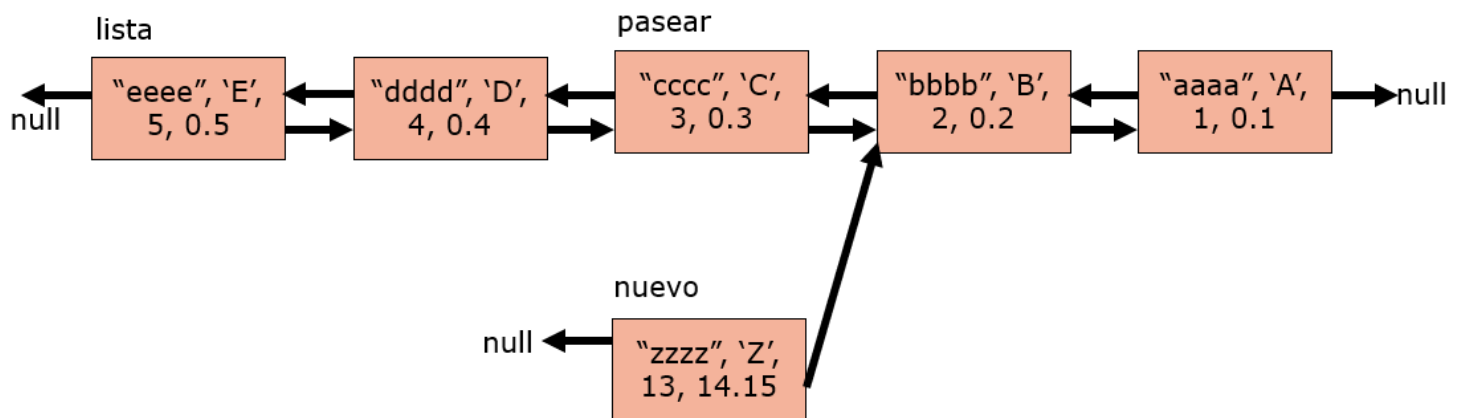 lista
pasear
null
“eeee”, ‘E’,
5, 0.5
“dddd”, ‘D’,
4, 0.4
“cccc”, ‘C’,
3, 0.3
“bbbb”, ‘B’,
2, 0.2
“aaaa”, ‘A’,
1, 0.1
null
nuevo
null
“zzzz”, ‘Z’,
13, 14.15